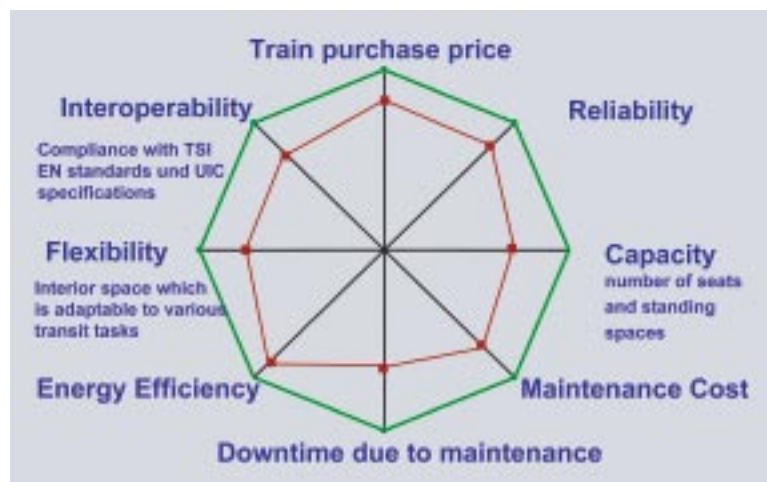 Train purchase price
Interoperability
Reliability
Compliance with TSI
EN standards und UIC
specifications
Flexibility
Capacity
Interior space which
is adaptable to various
transit tasks
number of seats
and standing
spaces
Energy Efficiency
Maintenance Cost
Downtime due to maintenance